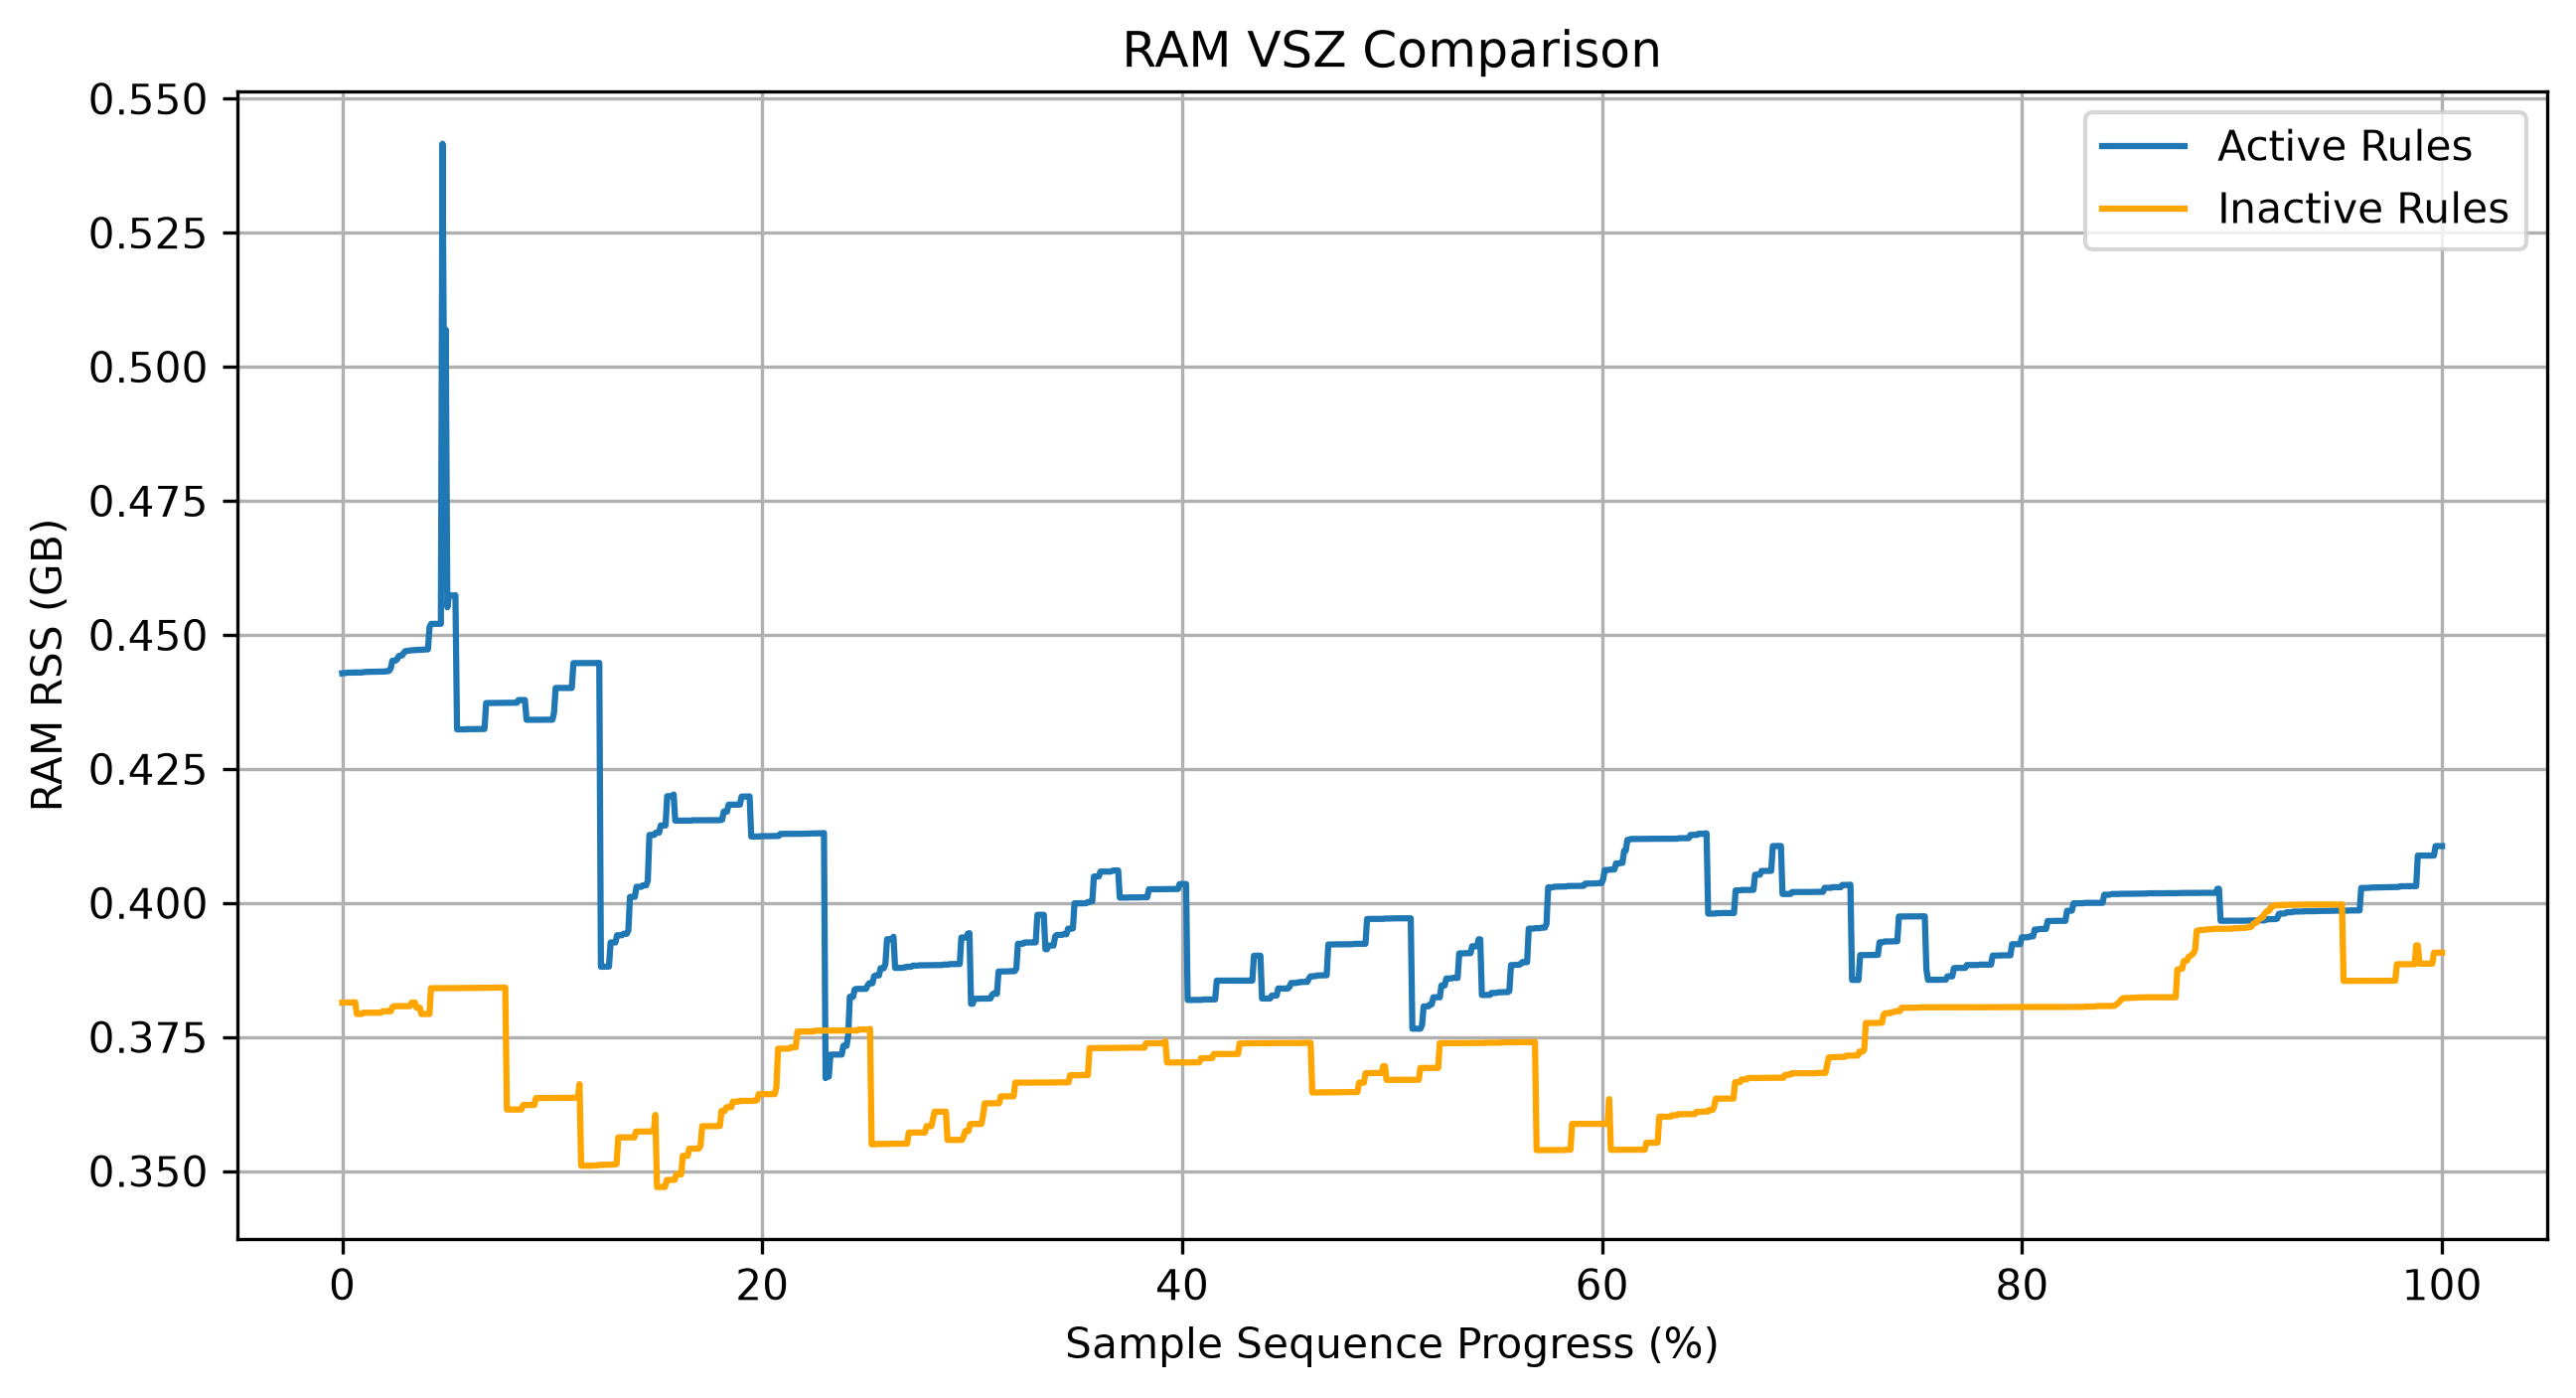 RAM VSZ Comparison
0.550
0.525
0.500
0.475
0.450
0.425
0.400
0.375
0.350
RAM RSS (GB)
Active Rules
Inactive Rules
0 20 40 60 80 100
Sample Sequence Progress (%)